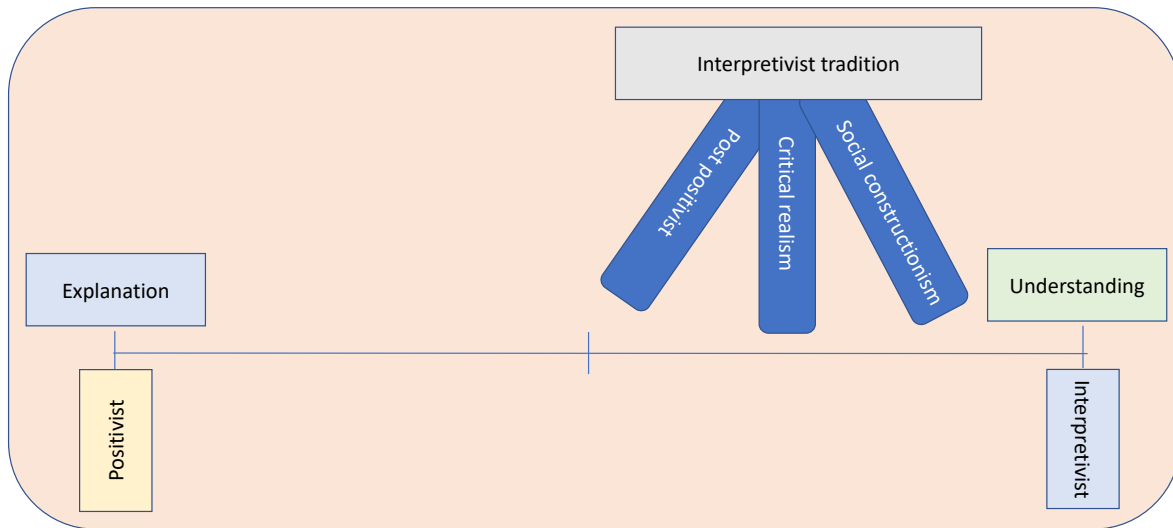 Interpretivist tradition
Post positivist
Critical realism
Social constructionism
Explanation
Understanding
Positivist
Interpretivist